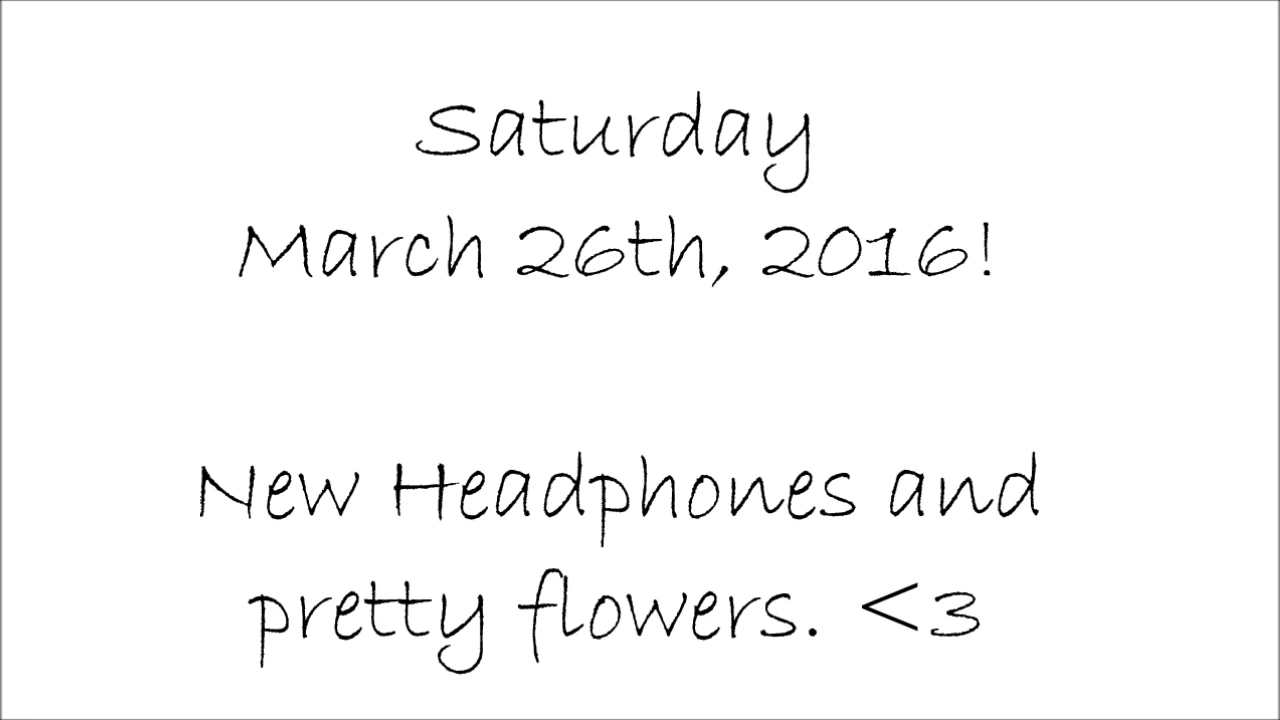 Saturday
March 26th, 2016!
New Headphones and
pretty flowers. <3